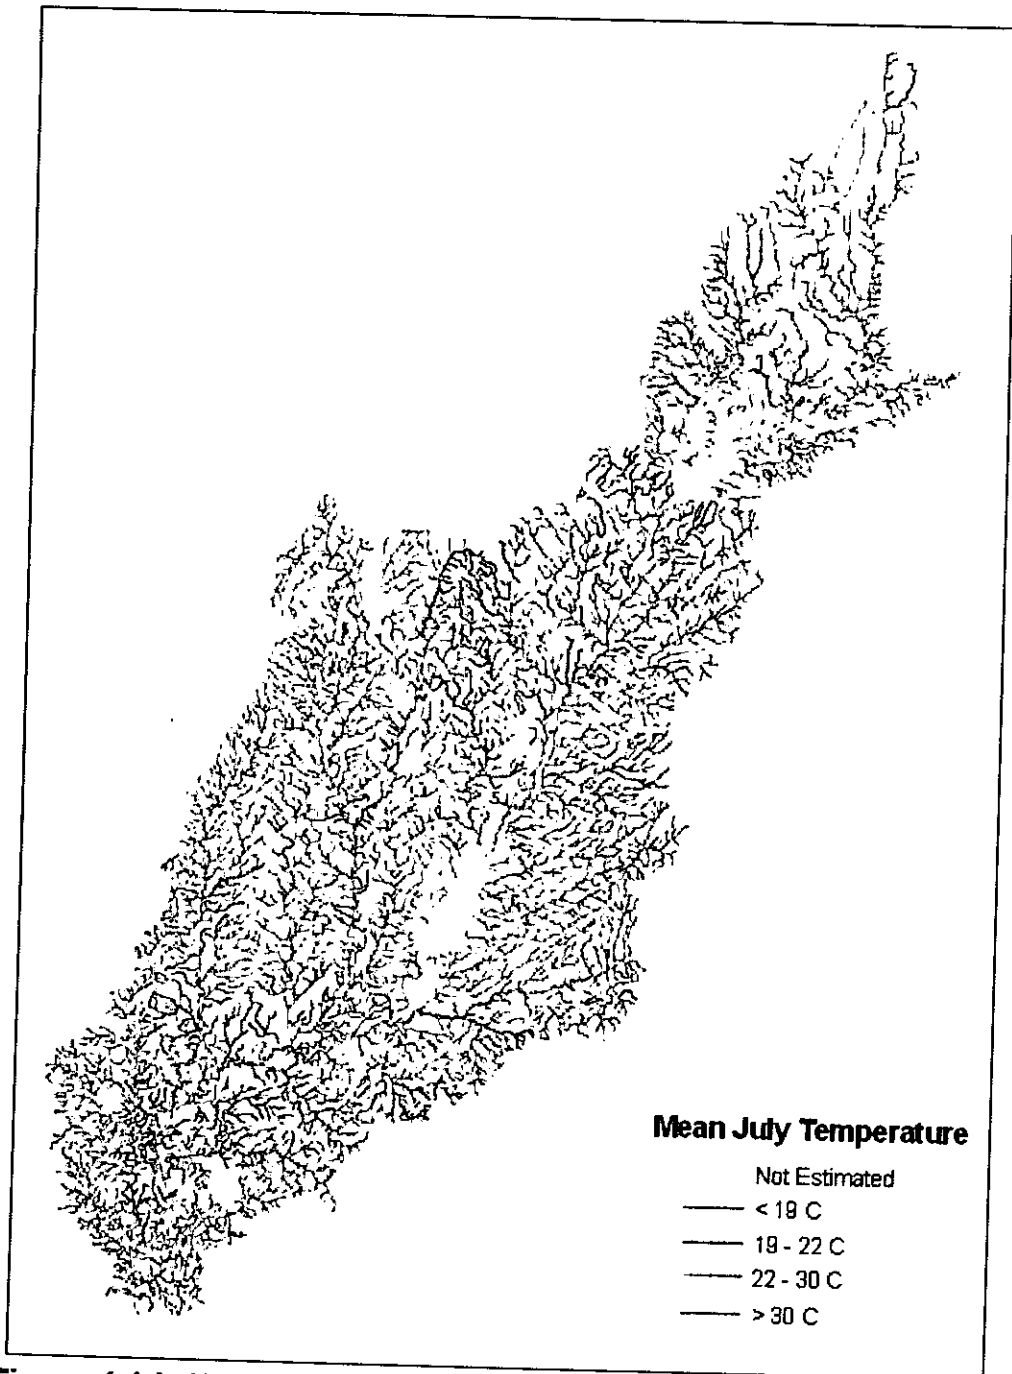 Mean July Temperature
Not Estimated
< 19 C
19 - 22 C
22 - 30 C
> 30 C